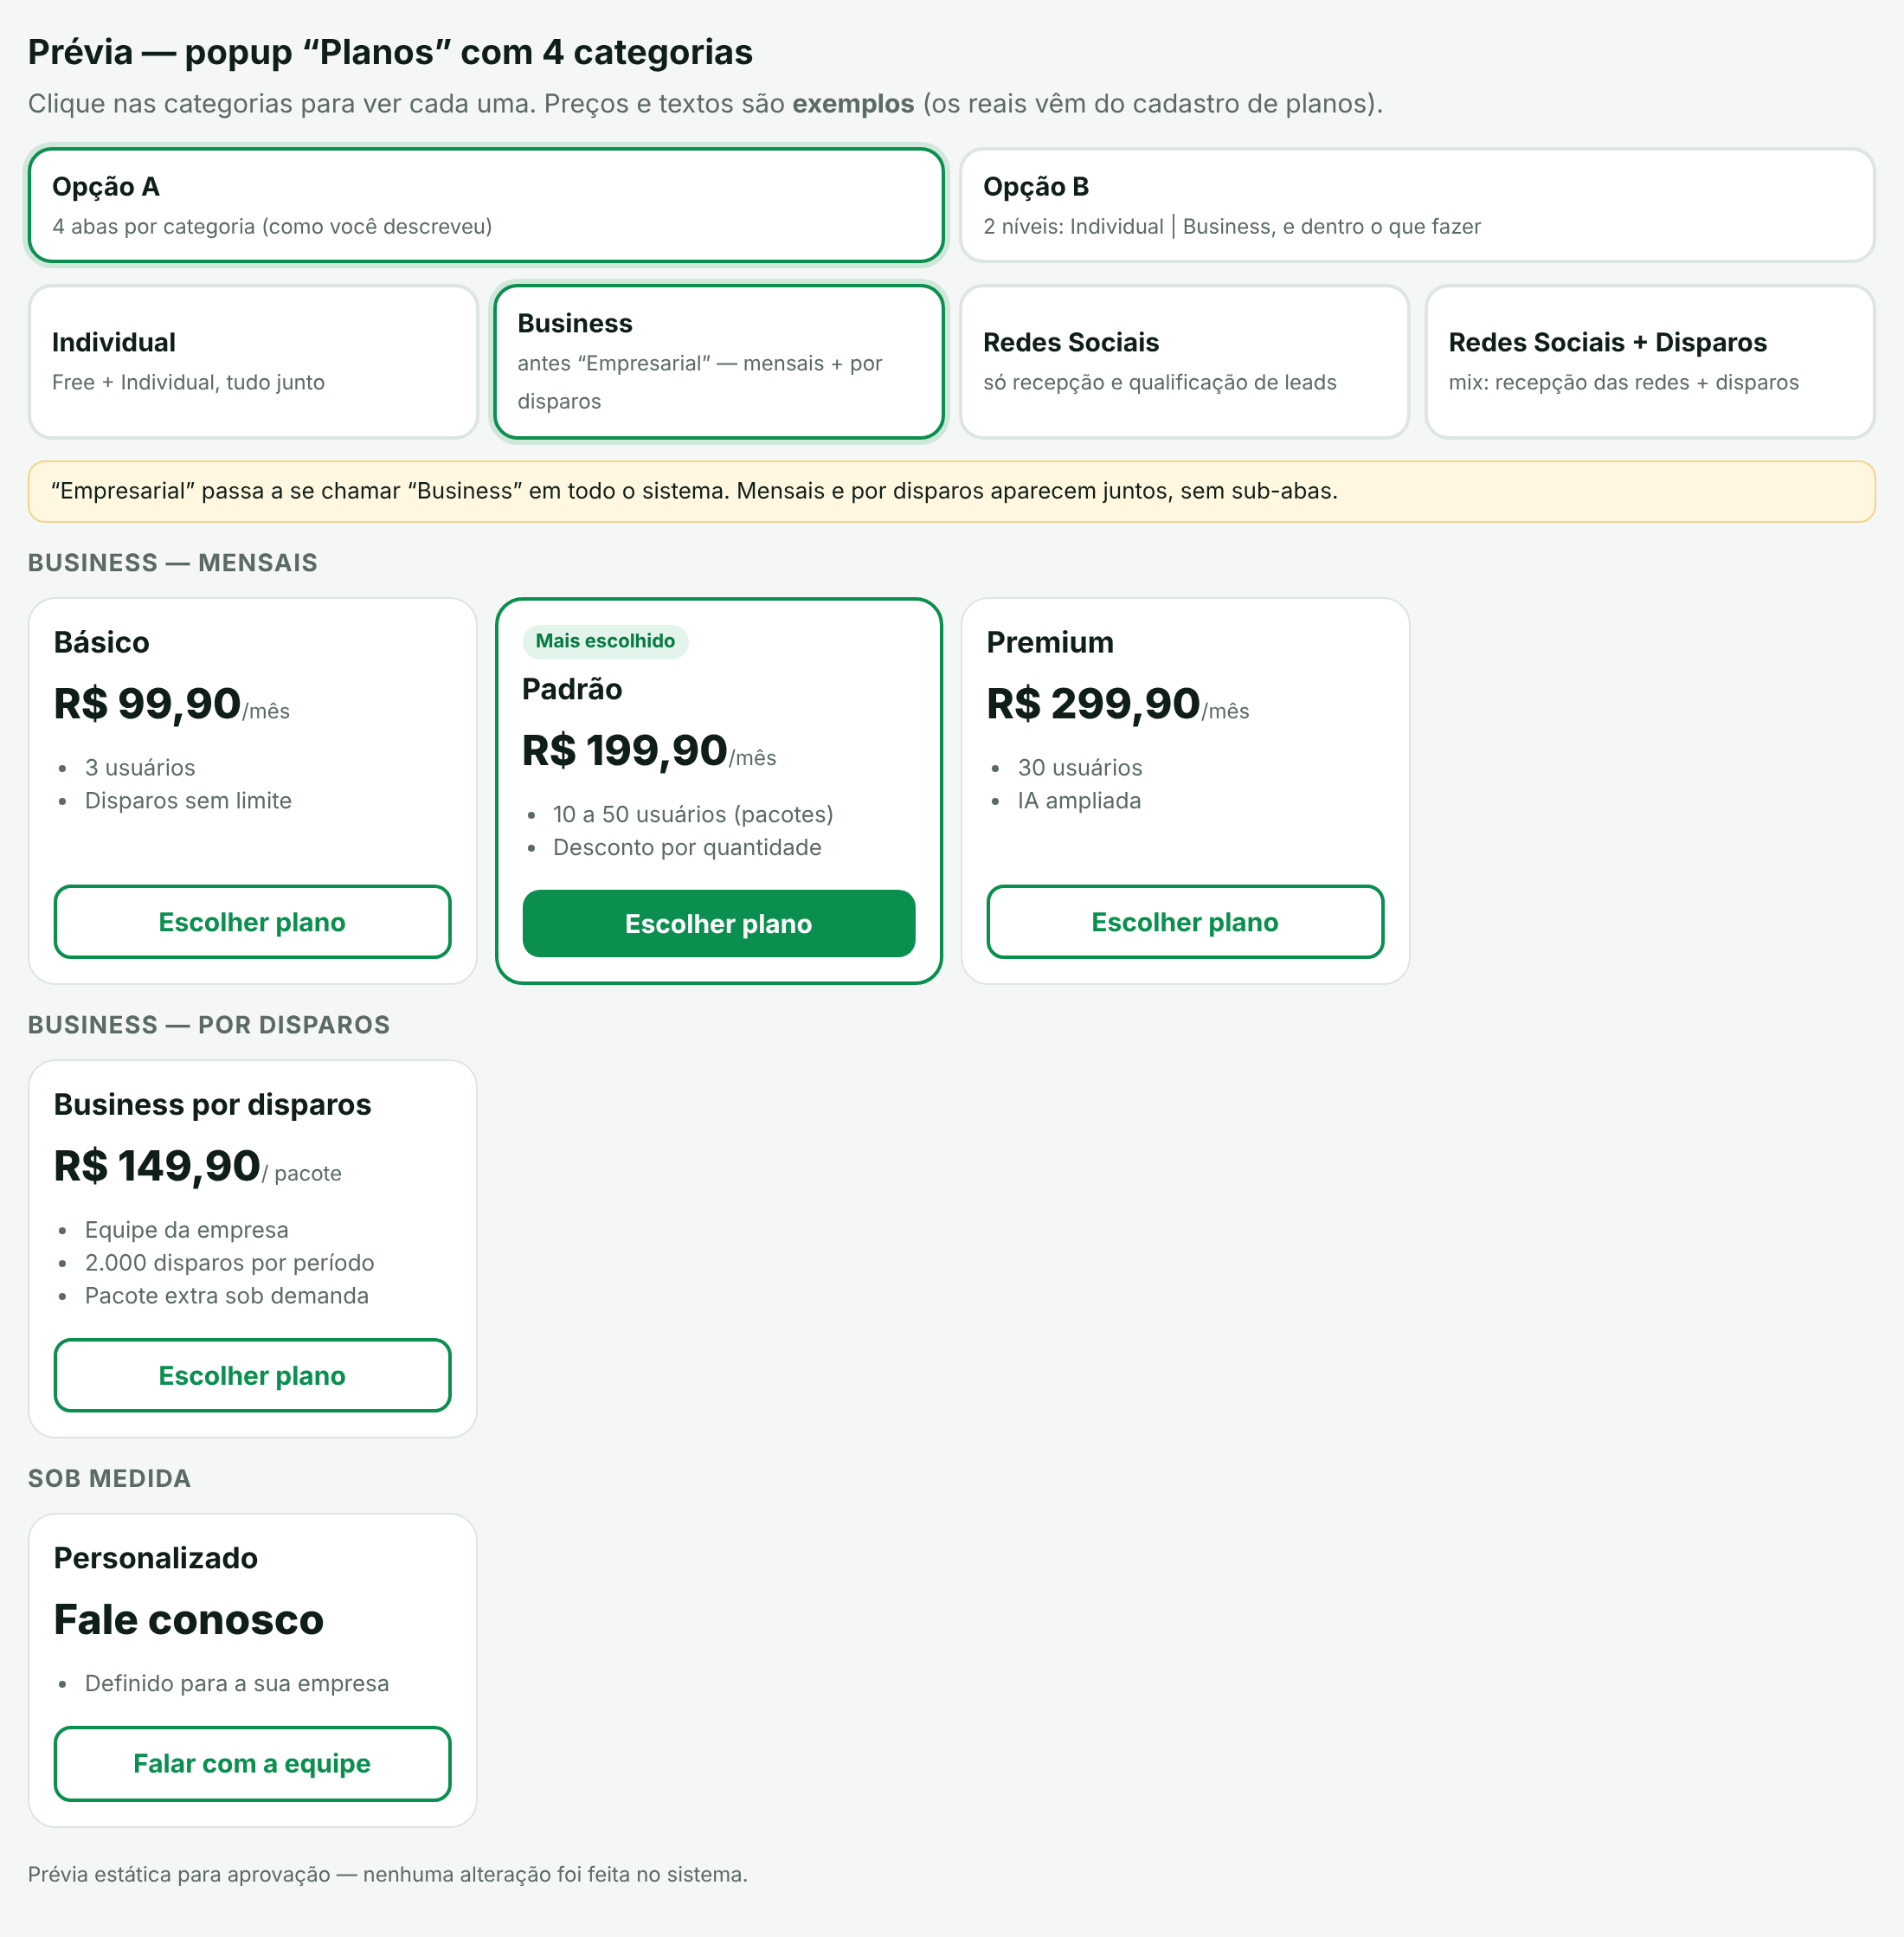 Prévia — popup “Planos” com 4 categorias
Clique nas categorias para ver cada uma. Preços e textos são exemplos (os reais vêm do cadastro de planos).
Opção A
4 abas por categoria (como você descreveu)
Opção B
2 níveis: Individual | Business, e dentro o que fazer
Individual
Free + Individual, tudo junto
Business
antes “Empresarial” — mensais + por
disparos
Redes Sociais
só recepção e qualificação de leads
Redes Sociais + Disparos
mix: recepção das redes + disparos
“Empresarial” passa a se chamar “Business” em todo o sistema. Mensais e por disparos aparecem juntos, sem sub-abas.
BUSINESS — MENSAIS
Básico
R$ 99,90/mês
• 3 usuários
• Disparos sem limite
Escolher plano
Mais escolhido
Padrão
R$ 199,90/mês
• 10 a 50 usuários (pacotes)
• Desconto por quantidade
Escolher plano
Premium
R$ 299,90/mês
• 30 usuários
• IA ampliada
Escolher plano
BUSINESS — POR DISPAROS
Business por disparos
R$ 149,90/ pacote
• Equipe da empresa
• 2.000 disparos por período
• Pacote extra sob demanda
Escolher plano
SOB MEDIDA
Personalizado
Fale conosco
• Definido para a sua empresa
Falar com a equipe
Prévia estática para aprovação — nenhuma alteração foi feita no sistema.